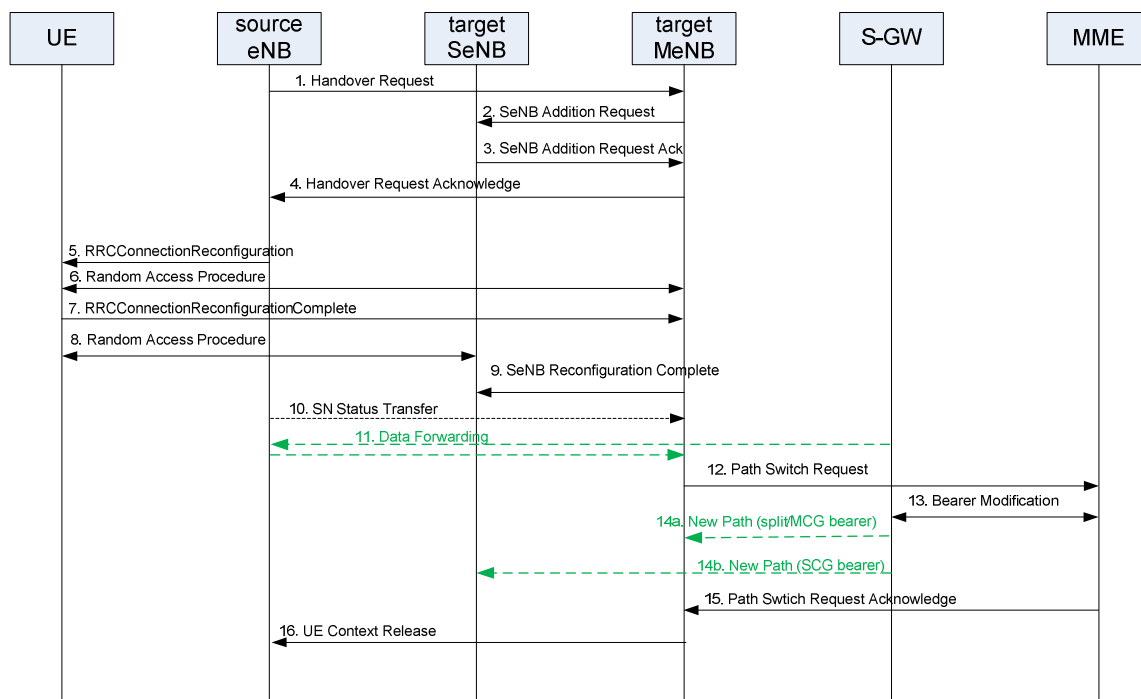 UE
source
eNB
target
SeNB
target
MeNB
S-GW
MME
1. Handover Request
2. SeNB Addition Request
3. SeNB Addition Request Ack
4. Handover Request Acknowledge
5. RRCConnectionReconfiguration
6. Random Access Procedure
7. RRCConnectionReconfigurationComplete
8. Random Access Procedure
9. SeNB Reconfiguration Complete
10. SN Status Transfer
11. Data Forwarding
12. Path Switch Request
13. Bearer Modification
14a. New Path (split/MCG bearer)
14b. New Path (SCG bearer)
15. Path Swtich Request Acknowledge
16. UE Context Release